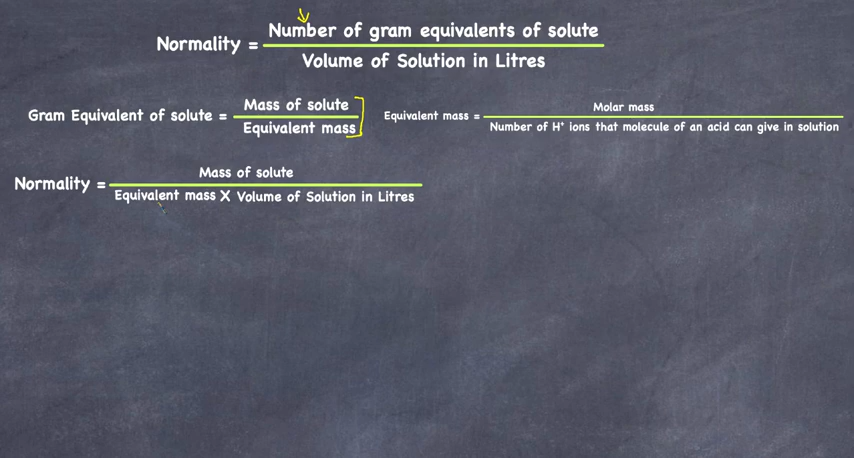 Normality = Number of gram equivalents of solute
Volume of Solution in Litres
Gram Equivalent of solute = Mass of solute
Equivalent mass
Equivalent mass = Molar mass
Number of H⁺ ions that molecule of an acid can give in solution
Normality = Mass of solute
Equivalent mass X Volume of Solution in Litres